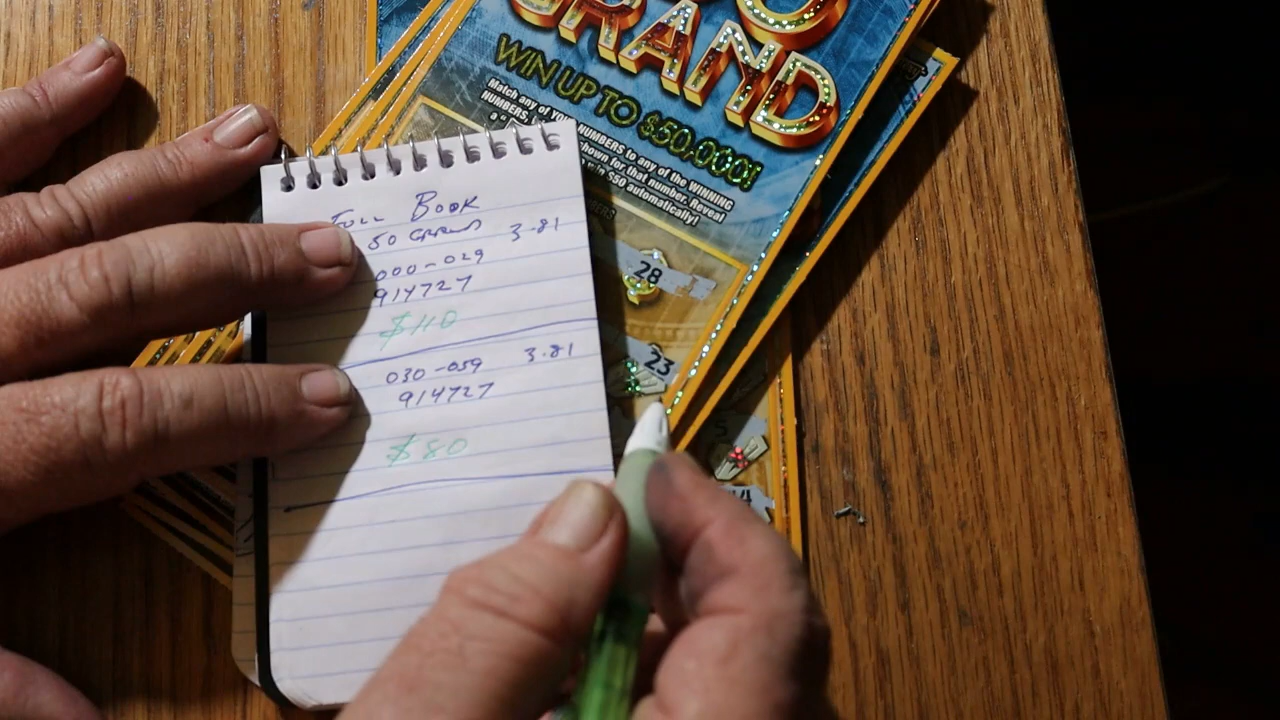 GRAND
WIN UP TO $50,000!
Match any of YOUR NUMBERS to any of the WINNING
NUMBERS,
shown for that number. Reveal
win $50 automatically!
28
23
Full Book
50 Grand 3.81
000-029
914727
$110
030-059 3.81
914727
$80